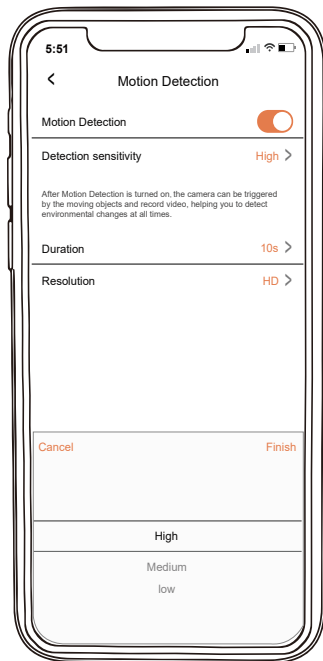 5:51
Motion Detection
Motion Detection
Detection sensitivity High
After Motion Detection is turned on, the camera can be triggered
by the moving objects and record video, helping you to detect
environmental changes at all times.
Duration 10s
Resolution HD
Cancel Finish
High
Medium
low